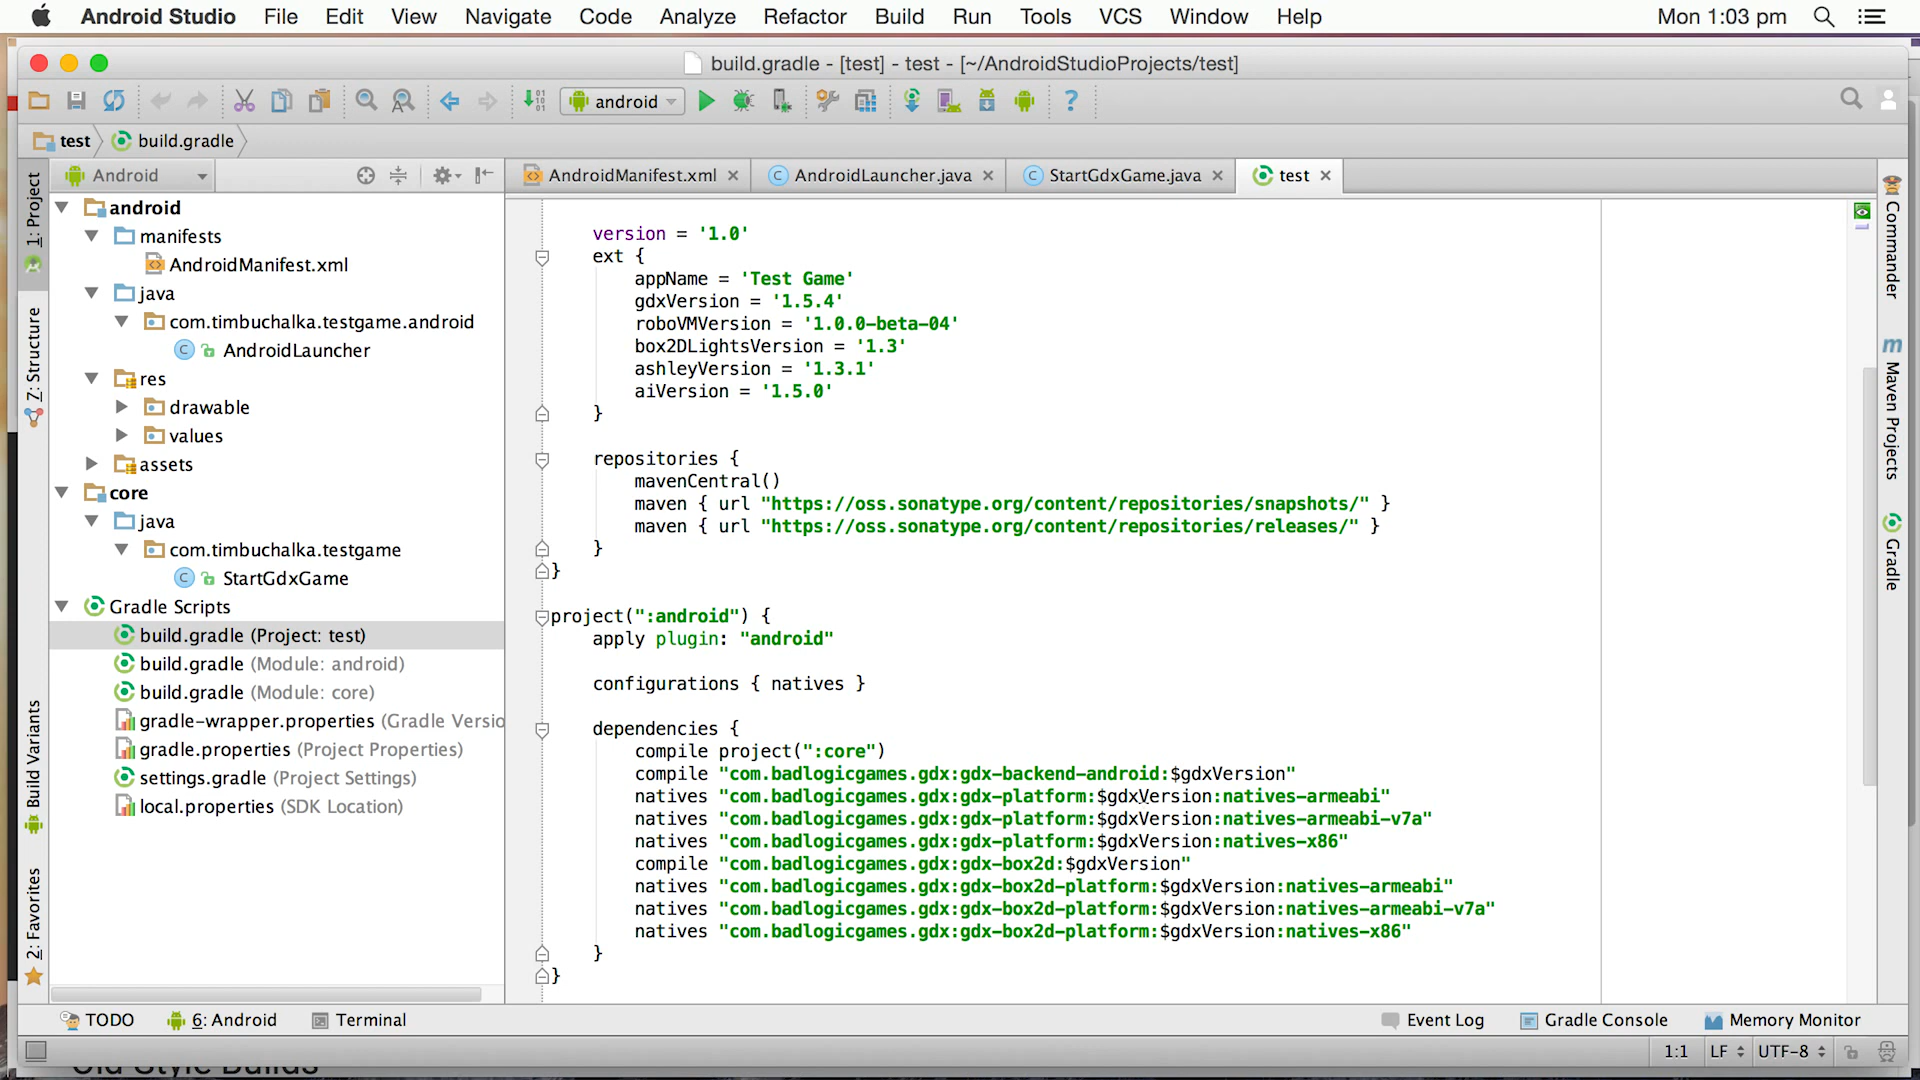 Android Studio File Edit View Navigate Code Analyze Refactor Build Run Tools VCS Window Help Mon 1:03 pm
build.gradle - [test] - test - [~/AndroidStudioProjects/test]
android
test build.gradle
Android
AndroidManifest.xml AndroidLauncher.java StartGdxGame.java test
1: Project
Z: Structure
Build Variants
2: Favorites
android
manifests
AndroidManifest.xml
java
com.timbuchalka.testgame.android
AndroidLauncher
res
drawable
values
assets
core
java
com.timbuchalka.testgame
StartGdxGame
Gradle Scripts
build.gradle (Project: test)
build.gradle (Module: android)
build.gradle (Module: core)
gradle-wrapper.properties (Gradle Versio
gradle.properties (Project Properties)
settings.gradle (Project Settings)
local.properties (SDK Location)
version = '1.0'
ext {
appName = 'Test Game'
gdxVersion = '1.5.4'
roboVMVersion = '1.0.0-beta-04'
box2DLightsVersion = '1.3'
ashleyVersion = '1.3.1'
aiVersion = '1.5.0'
}
repositories {
mavenCentral()
maven { url "https://oss.sonatype.org/content/repositories/snapshots/" }
maven { url "https://oss.sonatype.org/content/repositories/releases/" }
}
}
project(":android") {
apply plugin: "android"
configurations { natives }
dependencies {
compile project(":core")
compile "com.badlogicgames.gdx:gdx-backend-android:$gdxVersion"
natives "com.badlogicgames.gdx:gdx-platform:$gdxVersion:natives-armeabi"
natives "com.badlogicgames.gdx:gdx-platform:$gdxVersion:natives-armeabi-v7a"
natives "com.badlogicgames.gdx:gdx-platform:$gdxVersion:natives-x86"
compile "com.badlogicgames.gdx:gdx-box2d:$gdxVersion"
natives "com.badlogicgames.gdx:gdx-box2d-platform:$gdxVersion:natives-armeabi"
natives "com.badlogicgames.gdx:gdx-box2d-platform:$gdxVersion:natives-armeabi-v7a"
natives "com.badlogicgames.gdx:gdx-box2d-platform:$gdxVersion:natives-x86"
}
}
Commander
m Maven Projects
Gradle
TODO 6: Android Terminal Event Log Gradle Console Memory Monitor
1:1 LF UTF-8
Old Style Builds